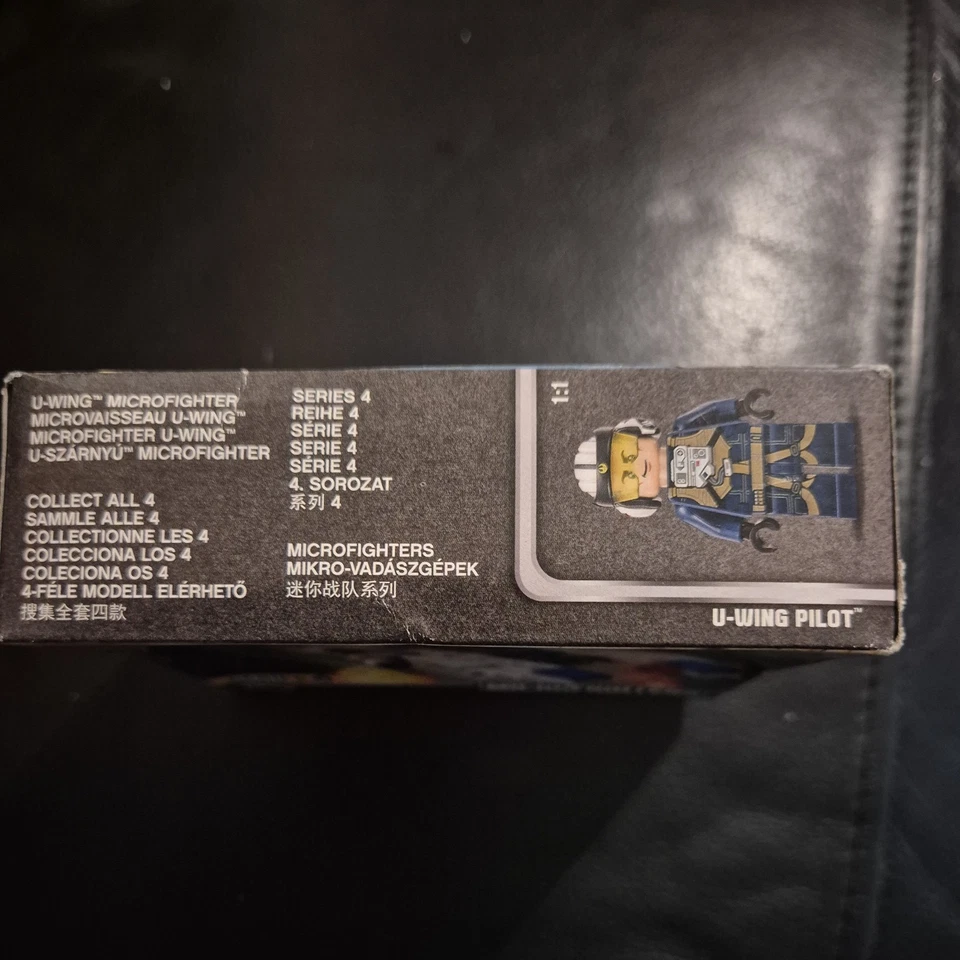 U-WING™ MICROFIGHTER
MICROVAISSEAU U-WING™
MICROFIGHTER U-WING™
U-SZÁRNYÚ™ MICROFIGHTER
COLLECT ALL 4
SAMMLE ALLE 4
COLLECTIONNE LES 4
COLECCIONA LOS 4
COLECIONA OS 4
4-FÉLE MODELL ELÉRHETŐ
搜集全套四款
SERIES 4
REIHE 4
SÉRIE 4
SERIE 4
SÉRIE 4
4. SOROZAT
系列 4
MICROFIGHTERS
MIKRO-VADÁSZGÉPEK
迷你战队系列
1:1
U-WING PILOT™